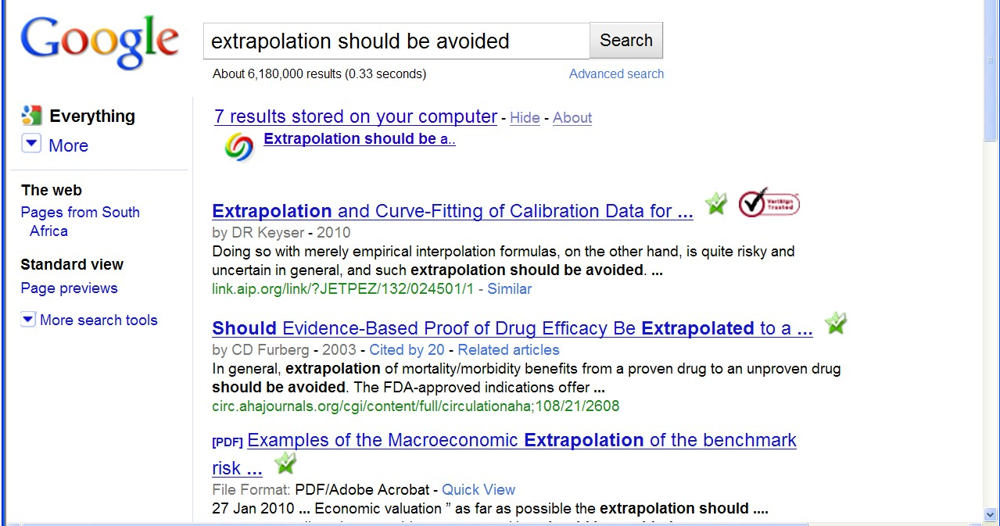 Google
extrapolation should be avoided
Search
About 6,180,000 results (0.33 seconds)
Advanced search
Everything
More
The web
Pages from South
Africa
Standard view
Page previews
More search tools
7 results stored on your computer - Hide - About
Extrapolation should be a..
Extrapolation and Curve-Fitting of Calibration Data for ...
VeriSign
Trusted
by DR Keyser - 2010
Doing so with merely empirical interpolation formulas, on the other hand, is quite risky and
uncertain in general, and such extrapolation should be avoided. ...
link.aip.org/link/?JETPEZ/132/024501/1 - Similar
Should Evidence-Based Proof of Drug Efficacy Be Extrapolated to a ...
by CD Furberg - 2003 - Cited by 20 - Related articles
In general, extrapolation of mortality/morbidity benefits from a proven drug to an unproven drug
should be avoided. The FDA-approved indications offer ...
circ.ahajournals.org/cgi/content/full/circulationaha;108/21/2608
[PDF] Examples of the Macroeconomic Extrapolation of the benchmark
risk ...
File Format: PDF/Adobe Acrobat - Quick View
27 Jan 2010 ... Economic valuation ” as far as possible the extrapolation should ....